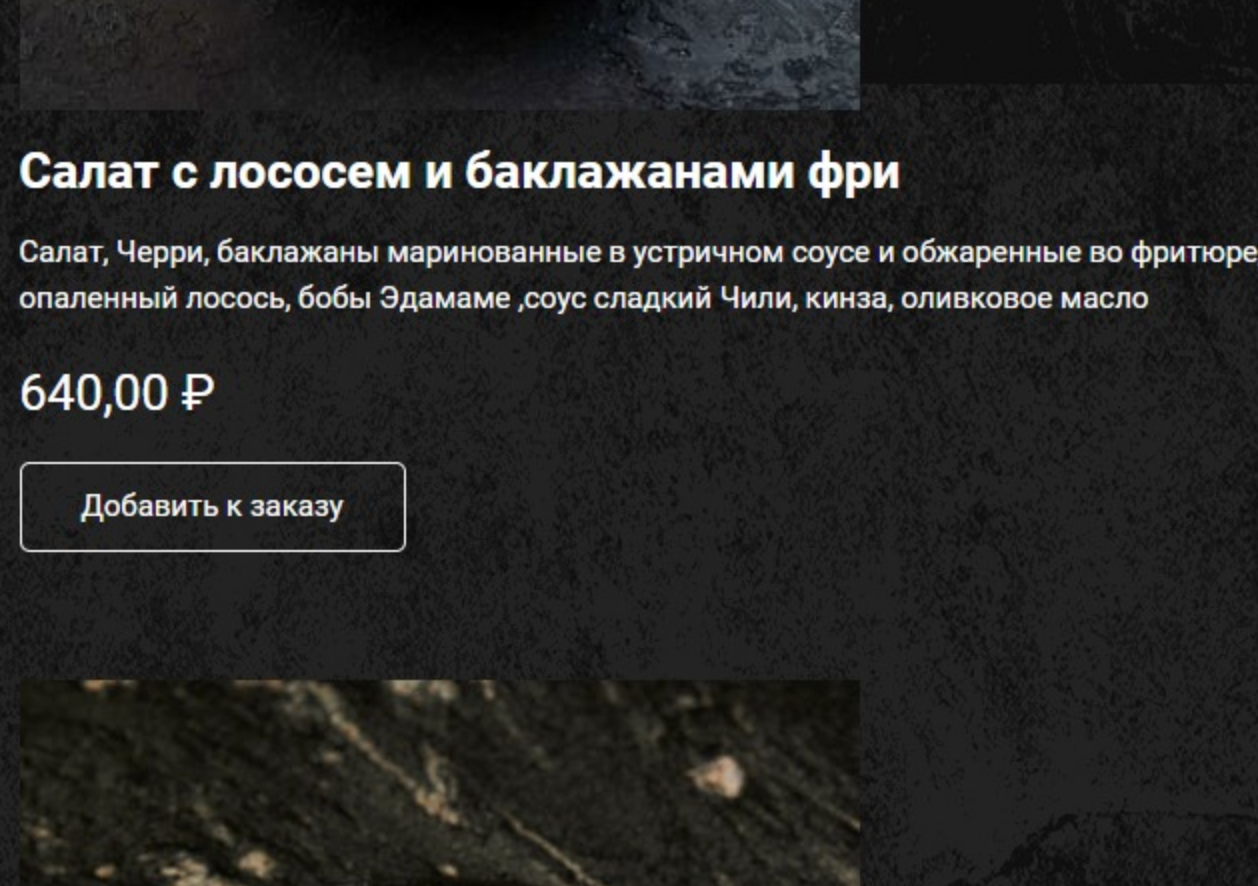 Салат с лососем и баклажанами фри
Салат, Черри, баклажаны маринованные в устричном соусе и обжаренные во фритюре
опаленный лосось, бобы Эдамаме ,соус сладкий Чили, кинза, оливковое масло
640,00 ₽
Добавить к заказу